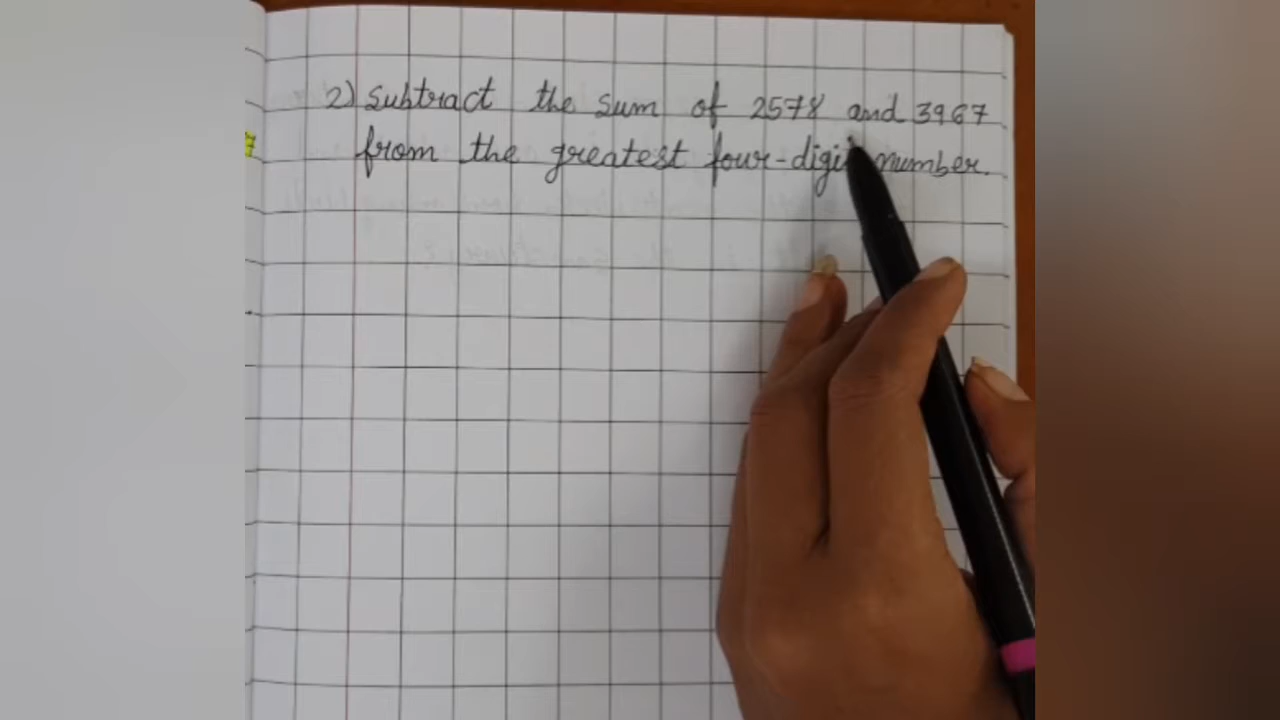 2) Subtract the sum of 2578 and 3967
from the greatest four-digit number.